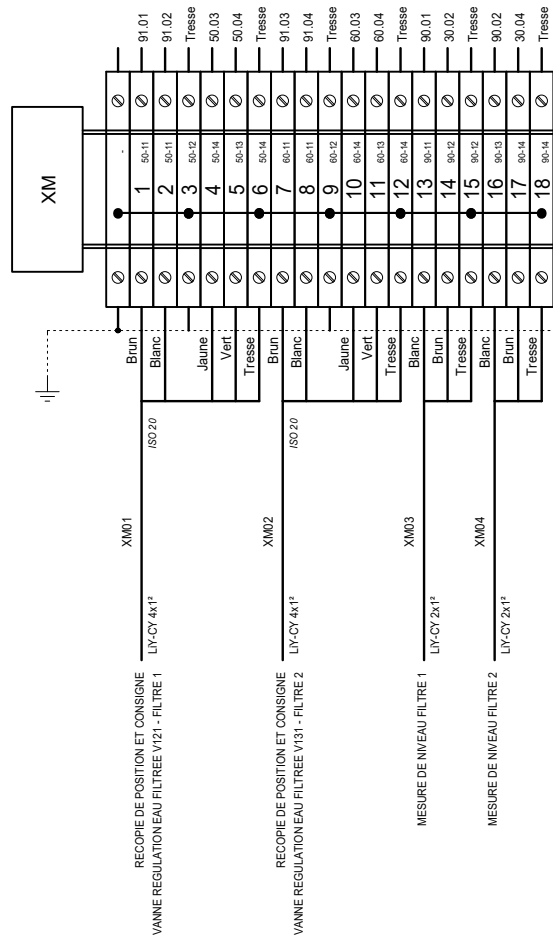 XM
-
Brun 1 50-11 91.01
Blanc 2 50-11 91.02
3 50-12 Tresse
Jaune 4 50-14 50.03
Vert 5 50-13 50.04
Tresse 6 50-14 Tresse
Brun 7 60-11 91.03
Blanc 8 60-11 91.04
9 60-12 Tresse
Jaune 10 60-14 60.03
Vert 11 60-13 60.04
Tresse 12 60-14 Tresse
Blanc 13 90-11 90.01
Brun 14 90-12 30.02
Tresse 15 90-12 Tresse
Blanc 16 90-13 90.02
Brun 17 90-14 30.04
Tresse 18 90-14 Tresse
ISO 20
ISO 20
XM01
XM02
XM03
XM04
LiY-CY 4x1²
LiY-CY 4x1²
LiY-CY 2x1²
LiY-CY 2x1²
RECOPIE DE POSITION ET CONSIGNE
VANNE REGULATION EAU FILTREE V121 - FILTRE 1
RECOPIE DE POSITION ET CONSIGNE
VANNE REGULATION EAU FILTREE V131 - FILTRE 2
MESURE DE NIVEAU FILTRE 1
MESURE DE NIVEAU FILTRE 2